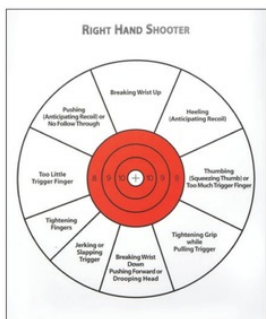 RIGHT HAND SHOOTER
Breaking Wrist Up
Pushing
(Anticipating Recoil) or
No Follow Through
Heeling
(Anticipating Recoil)
Too Little
Trigger Finger
8 9 10 10 9 8
Thumbing
(Squeezing Thumb) or
Too Much Trigger Finger
Tightening
Fingers
Jerking or
Slapping
Trigger
Breaking Wrist
Down
Pushing Forward or
Drooping Head
Tightening Grip
while
Pulling Trigger